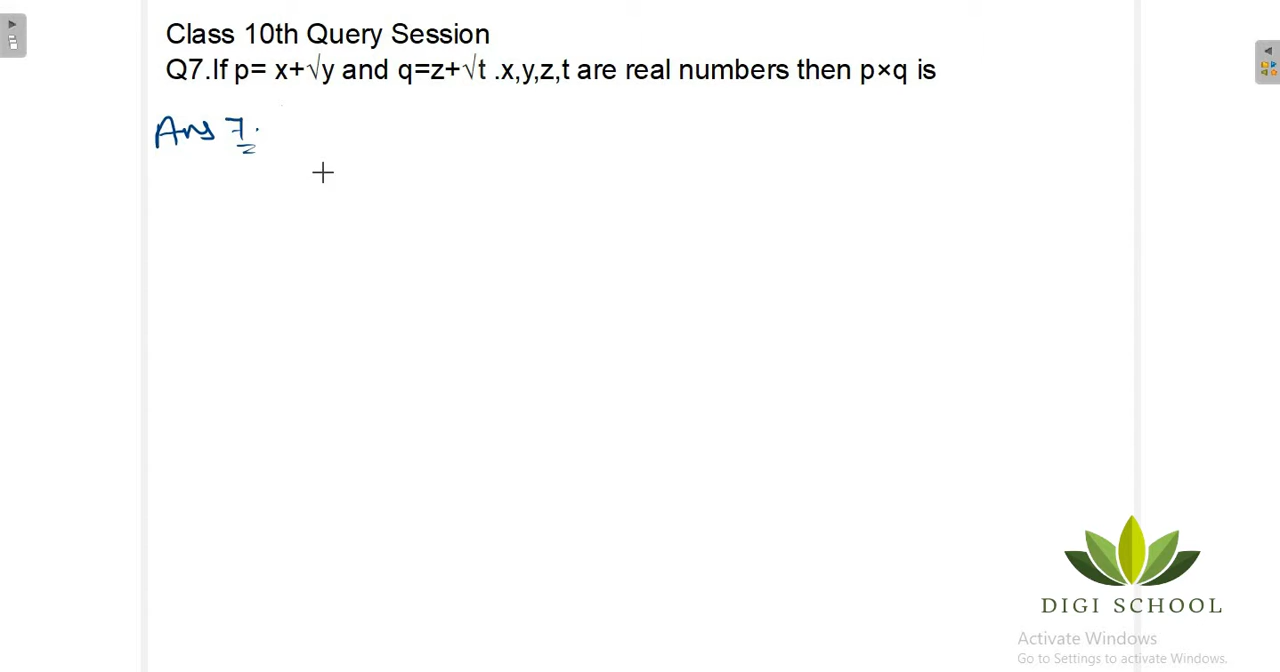 Class 10th Query Session
Q7.If p= x+√y and q=z+√t .x,y,z,t are real numbers then p×q is
Ans 7.
DIGI SCHOOL
Activate Windows
Go to Settings to activate Windows.